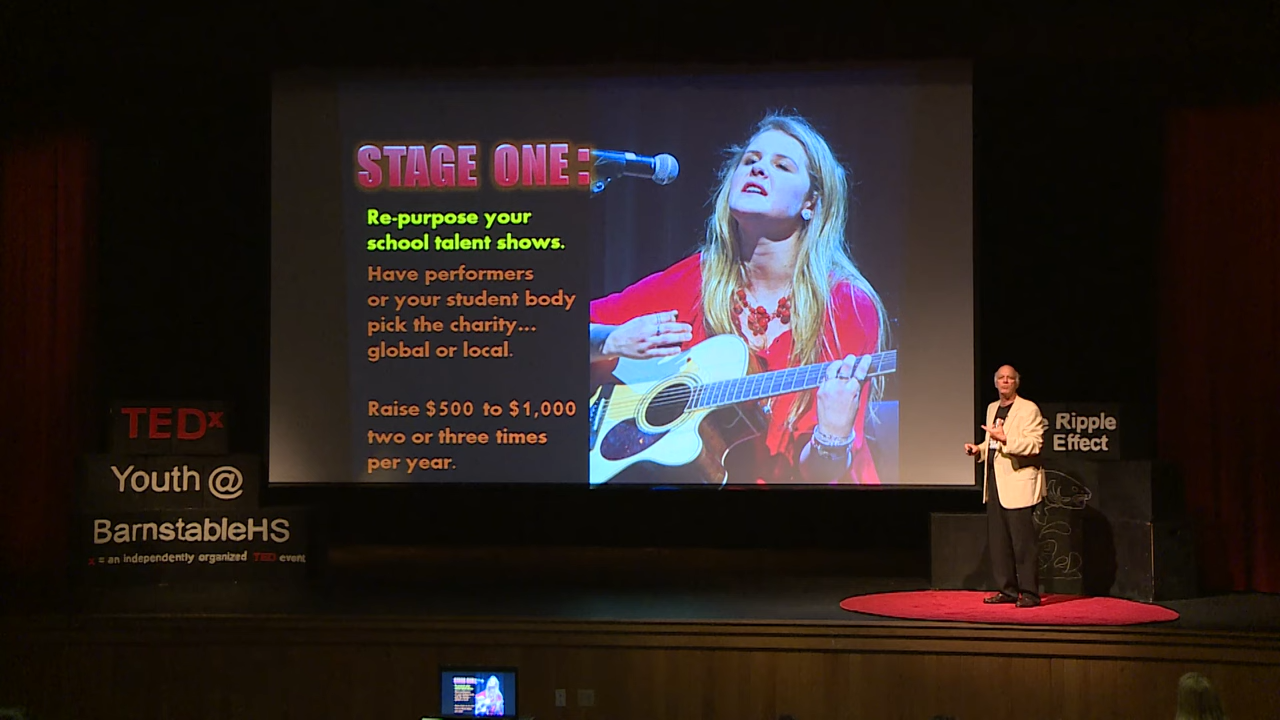 STAGE ONE:
Re-purpose your
school talent shows.
Have performers
or your student body
pick the charity...
global or local.
Raise $500 to $1,000
two or three times
per year.
TEDx
Youth @
BarnstableHS
x = an independently organized TED event
e Ripple
Effect